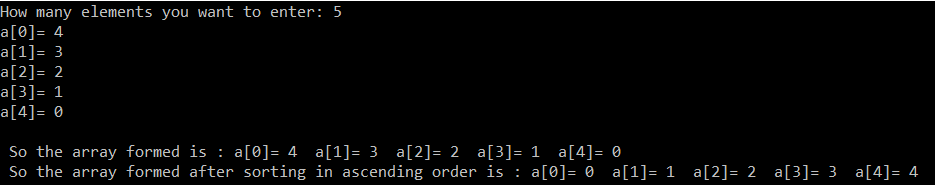 How many elements you want to enter: 5
a[0]= 4
a[1]= 3
a[2]= 2
a[3]= 1
a[4]= 0
So the array formed is : a[0]= 4  a[1]= 3  a[2]= 2  a[3]= 1  a[4]= 0
So the array formed after sorting in ascending order is : a[0]= 0  a[1]= 1  a[2]= 2  a[3]= 3  a[4]= 4